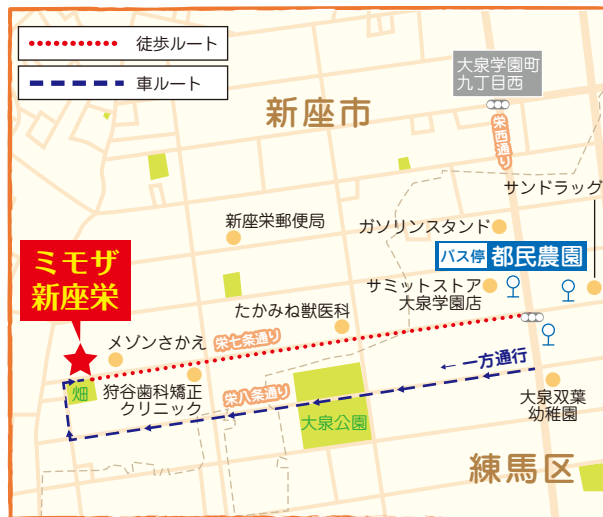 徒歩ルート
車ルート
大泉学園町
九丁目西
新座市
栄西通り
サンドラッグ
新座栄郵便局
ガソリンスタンド
バス停 都民農園
ミモザ
新座栄
サミットストア
大泉学園店
たかみね獣医科
栄七条通り
メゾンさかえ
一方通行
畑
狩谷歯科矯正
クリニック
栄八条通り
大泉公園
大泉双葉
幼稚園
練馬区